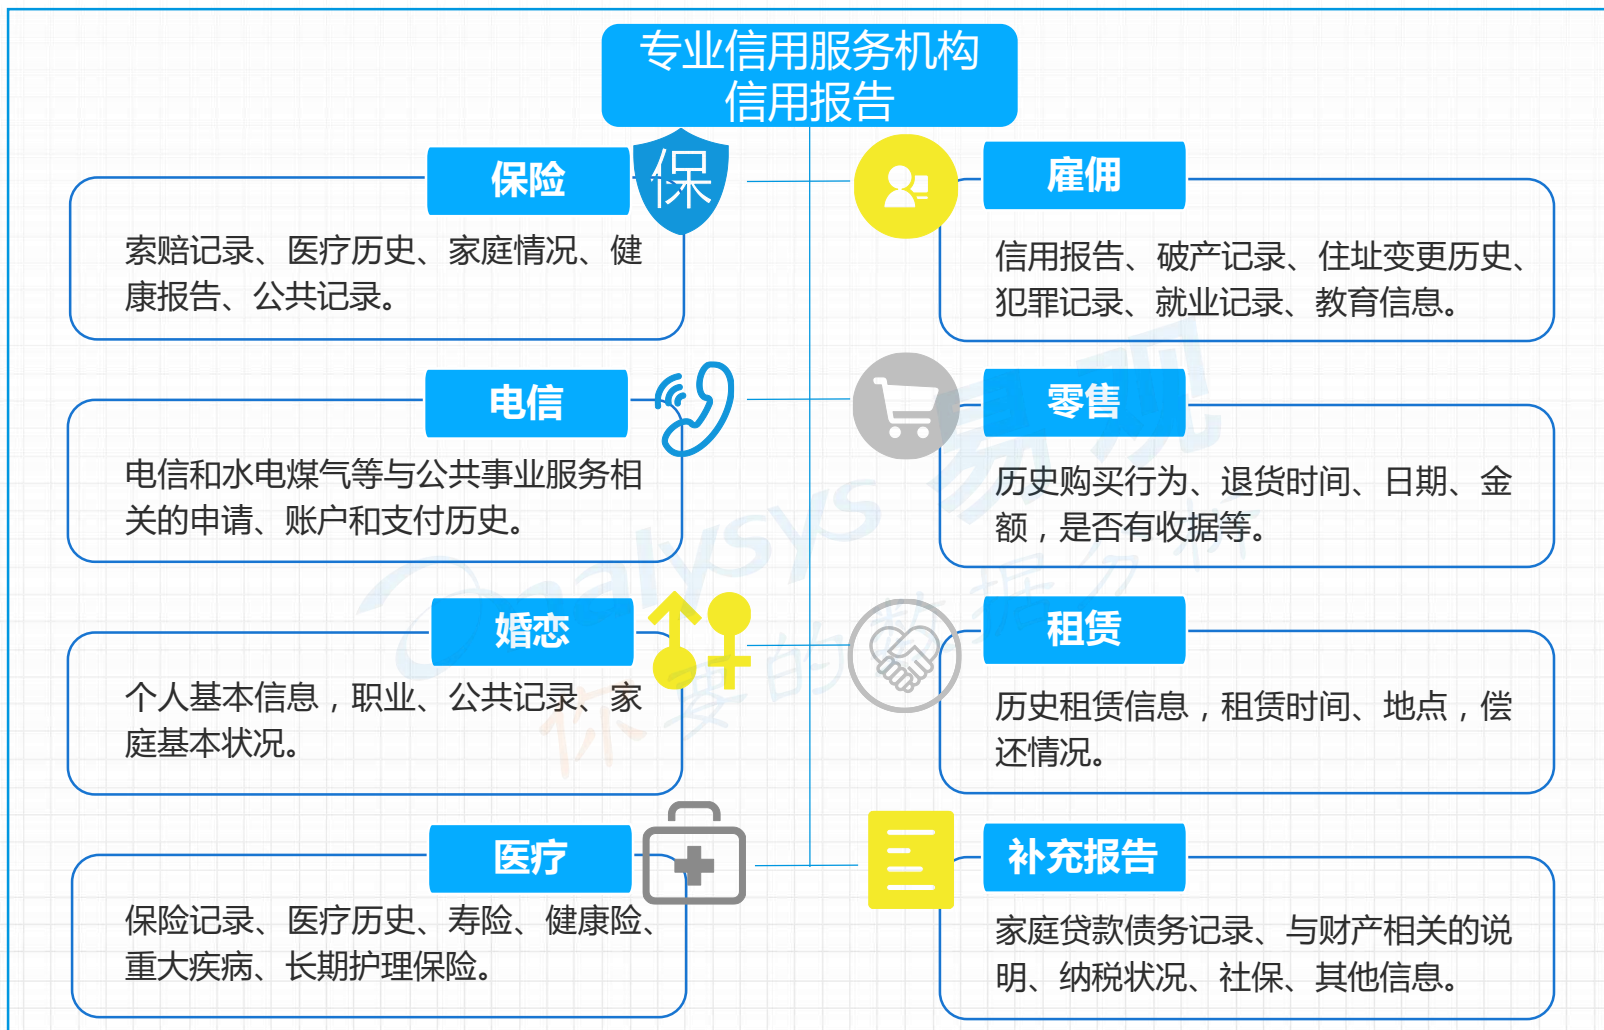 专业信用服务机构
信用报告
保险
保
索赔记录、医疗历史、家庭情况、健
康报告、公共记录。
雇佣
信用报告、破产记录、住址变更历史、
犯罪记录、就业记录、教育信息。
电信
电信和水电煤气等与公共事业服务相
关的申请、账户和支付历史。
零售
历史购买行为、退货时间、日期、金
额，是否有收据等。
婚恋
个人基本信息，职业、公共记录、家
庭基本状况。
租赁
历史租赁信息，租赁时间、地点，偿
还情况。
医疗
保险记录、医疗历史、寿险、健康险、
重大疾病、长期护理保险。
补充报告
家庭贷款债务记录、与财产相关的说
明、纳税状况、社保、其他信息。
analysys 易观
你要的数据分析